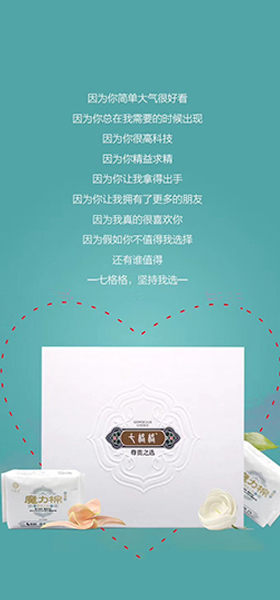 因为你简单大气很好看
因为你总在我需要的时候出现
因为你很高科技
因为你精益求精
因为你让我拿得出手
因为你让我拥有了更多的朋友
因为我真的很喜欢你
因为假如你不值得我选择
还有谁值得
—七格格，坚持我选—
七格格
尊贵之选
魔力棉